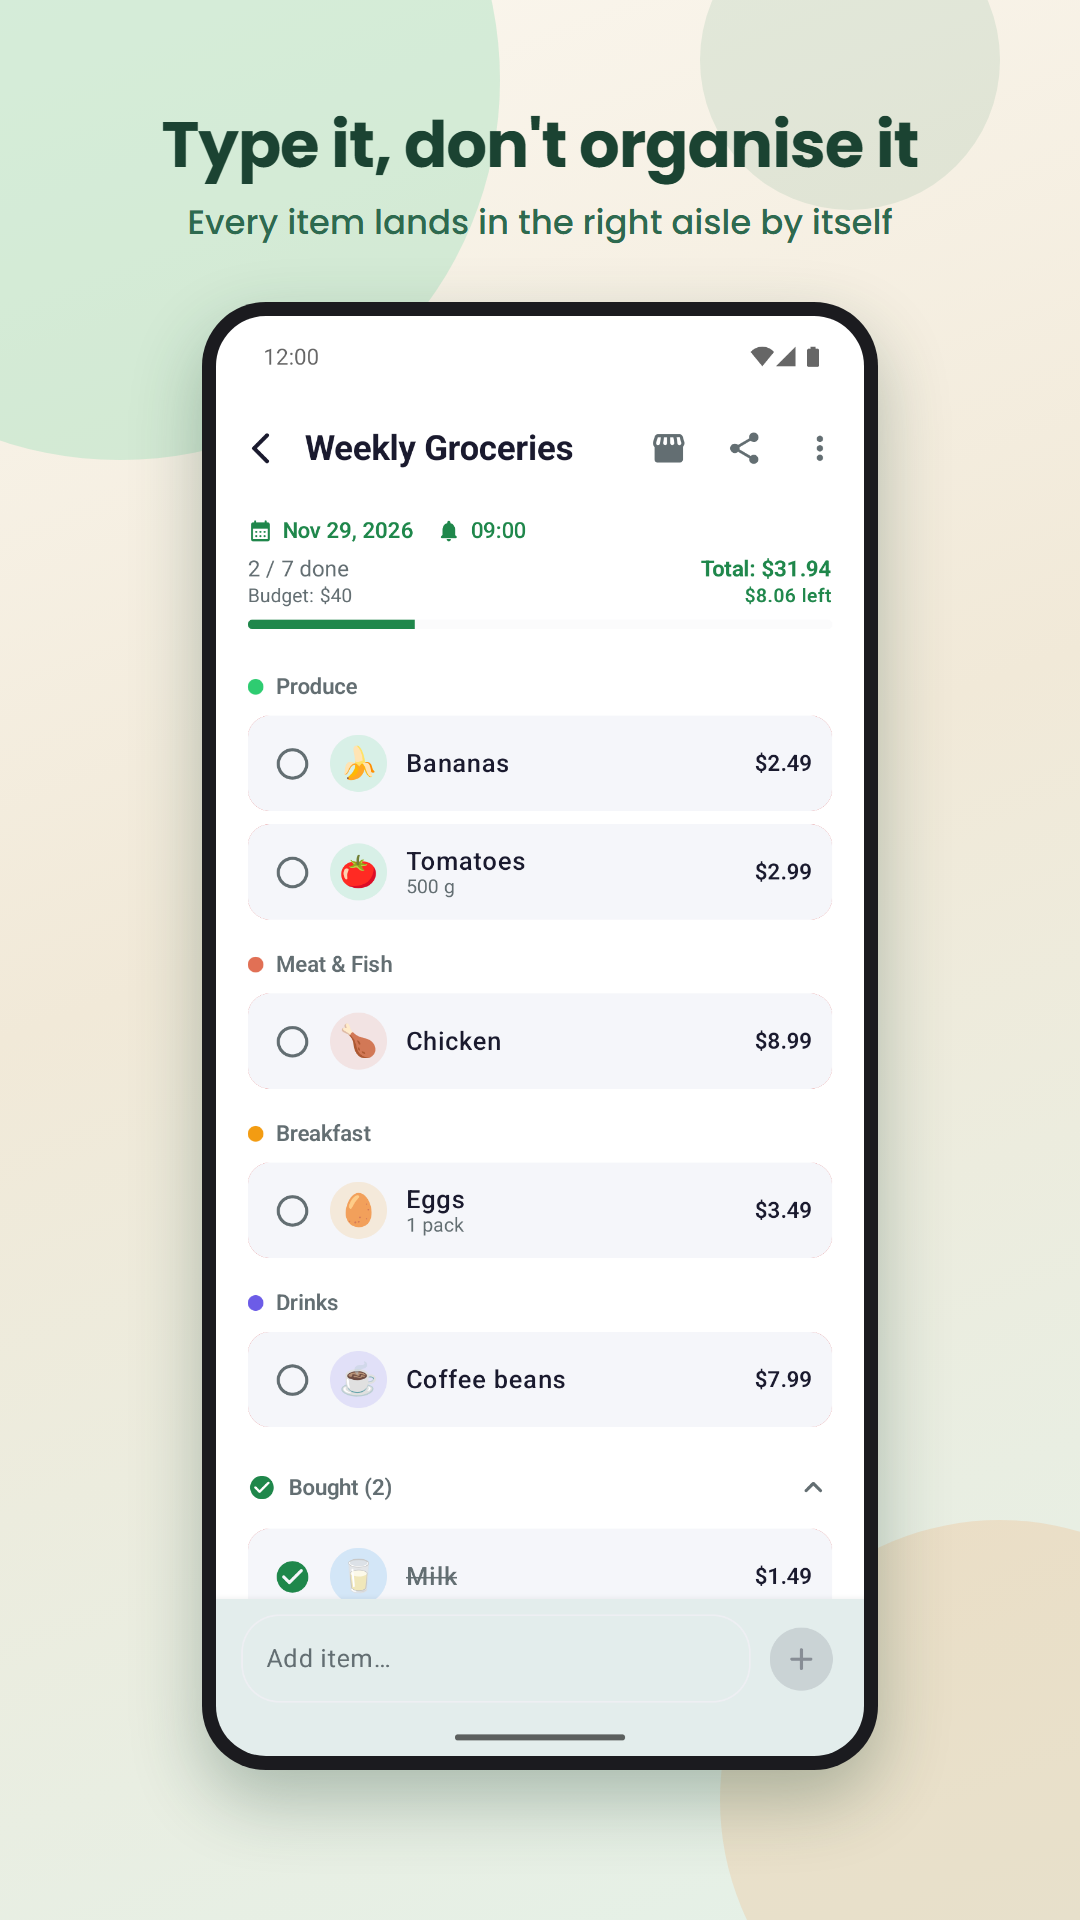 Type it, don't organise it
Every item lands in the right aisle by itself
12:00
Weekly Groceries
Nov 29, 2026 09:00
2 / 7 done Total: $31.94
Budget: $40 $8.06 left
Produce
Bananas $2.49
Tomatoes $2.99
500 g
Meat & Fish
Chicken $8.99
Breakfast
Eggs $3.49
1 pack
Drinks
Coffee beans $7.99
Bought (2)
Milk $1.49
Add item...